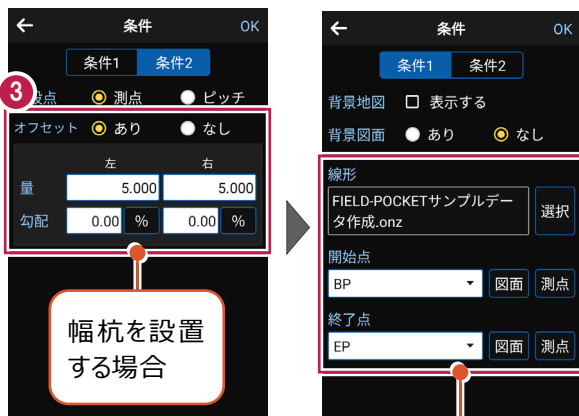 条件
OK
条件1
条件2
3
設点
測点
ピッチ
オフセット
あり
なし
左
右
量
5.000
5.000
勾配
0.00
%
0.00
%
幅杭を設置
する場合
条件
OK
条件1
条件2
背景地図
表示する
背景図面
あり
なし
線形
FIELD-POCKETサンプルデー
タ作成.onz
選択
開始点
BP
図面
測点
終了点
EP
図面
測点